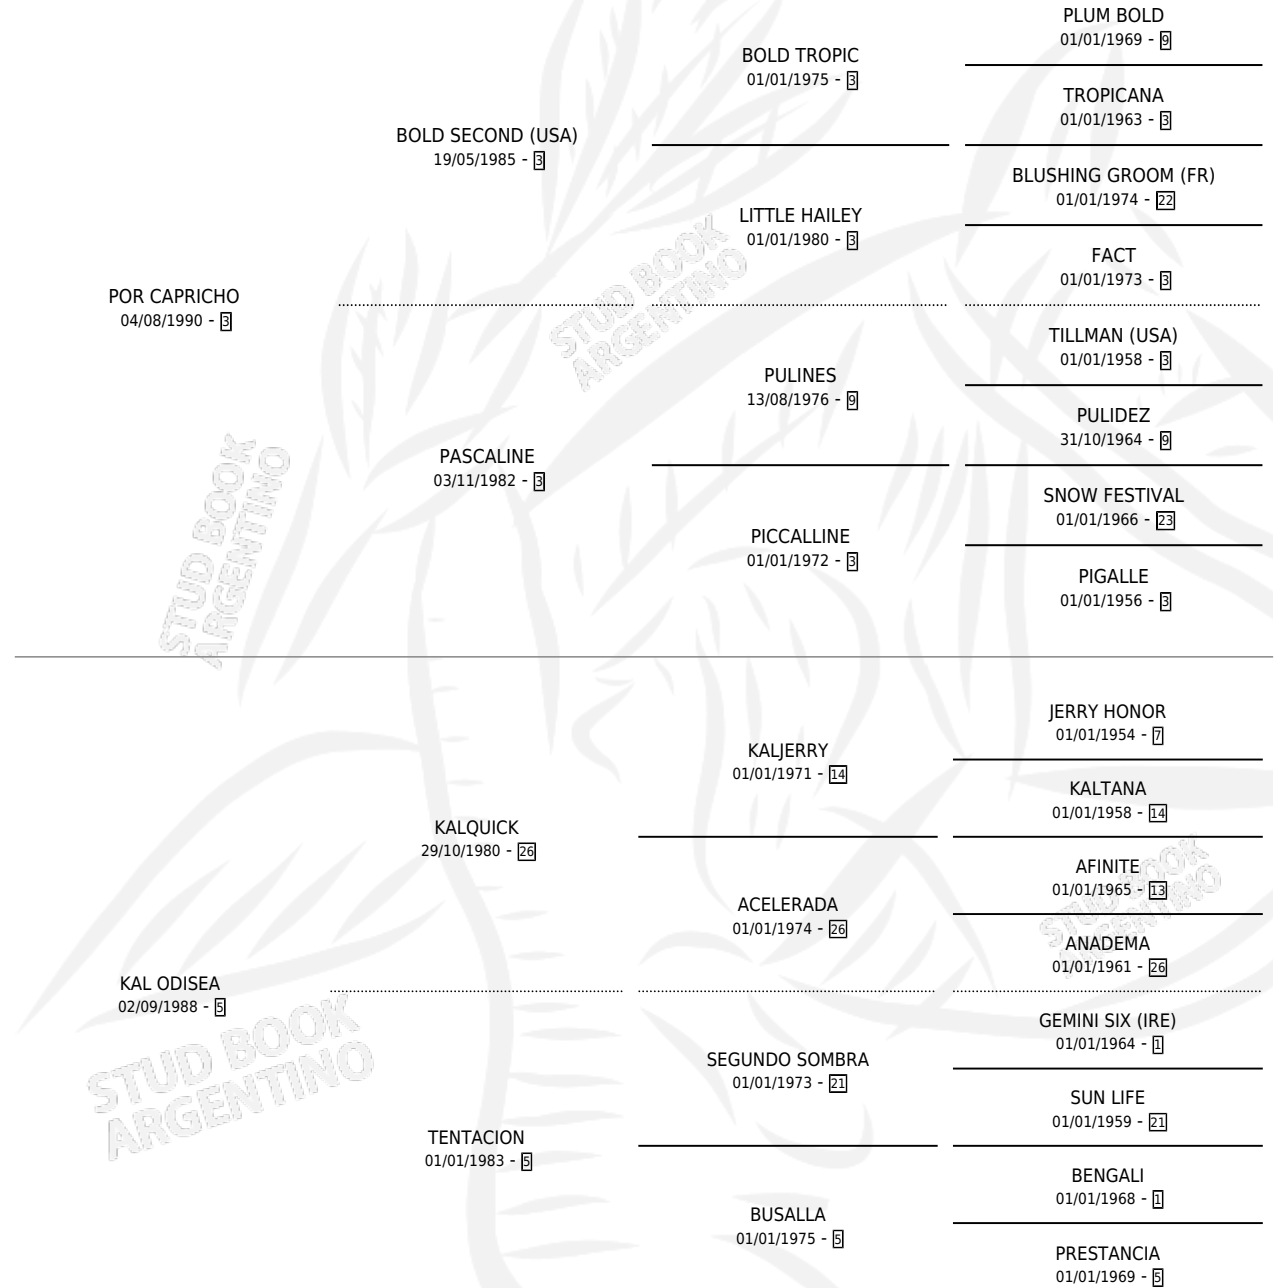 PLUM BOLD
01/01/1969 - 9
BOLD TROPIC
01/01/1975 - 3
TROPICANA
01/01/1963 - 3
BOLD SECOND (USA)
19/05/1985 - 3
BLUSHING GROOM (FR)
01/01/1974 - 22
LITTLE HAILEY
01/01/1980 - 3
FACT
01/01/1973 - 3
POR CAPRICHO
04/08/1990 - 3
STUD BOOK
ARGENTINO
TILLMAN (USA)
01/01/1958 - 3
PULINES
13/08/1976 - 9
PULIDEZ
31/10/1964 - 9
PASCALINE
03/11/1982 - 3
SNOW FESTIVAL
01/01/1966 - 23
PICCALLINE
01/01/1972 - 3
PIGALLE
01/01/1956 - 3
STUD BOOK
ARGENTINO
JERRY HONOR
01/01/1954 - 7
KALJERRY
01/01/1971 - 14
KALTANA
01/01/1958 - 14
KALQUICK
29/10/1980 - 26
AFINITE
01/01/1965 - 13
ACELERADA
01/01/1974 - 26
ANADEMA
01/01/1961 - 26
STUD BOOK
ARGENTINO
KAL ODISEA
02/09/1988 - 5
GEMINI SIX (IRE)
01/01/1964 - 1
SEGUNDO SOMBRA
01/01/1973 - 21
SUN LIFE
01/01/1959 - 21
STUD BOOK
ARGENTINO
TENTACION
01/01/1983 - 5
BENGALI
01/01/1968 - 1
BUSALLA
01/01/1975 - 5
PRESTANCIA
01/01/1969 - 5